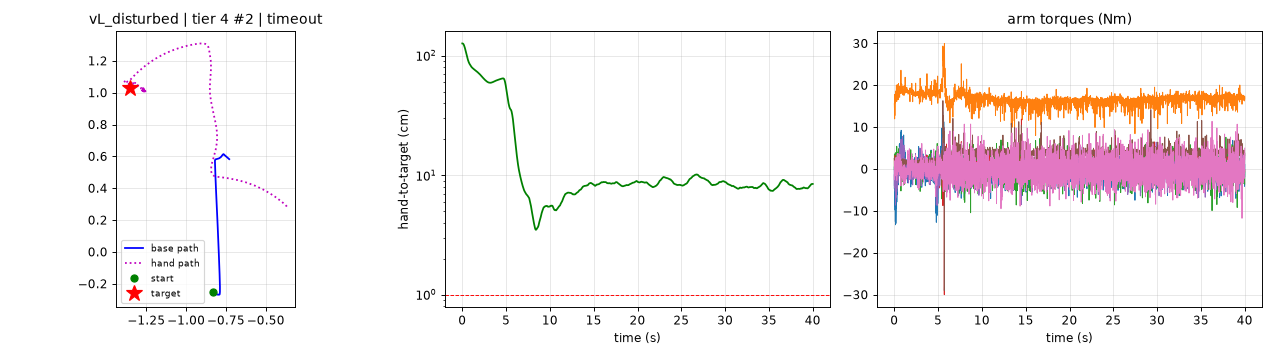 vL_disturbed | tier 4 #2 | timeout
1.2
1.0
0.8
0.6
0.4
0.2
0.0
−0.2
−1.25 −1.00 −0.75 −0.50
base path
hand path
start
target
hand-to-target (cm)
10²
10¹
10⁰
0 5 10 15 20 25 30 35 40
time (s)
arm torques (Nm)
30
20
10
0
−10
−20
−30
0 5 10 15 20 25 30 35 40
time (s)